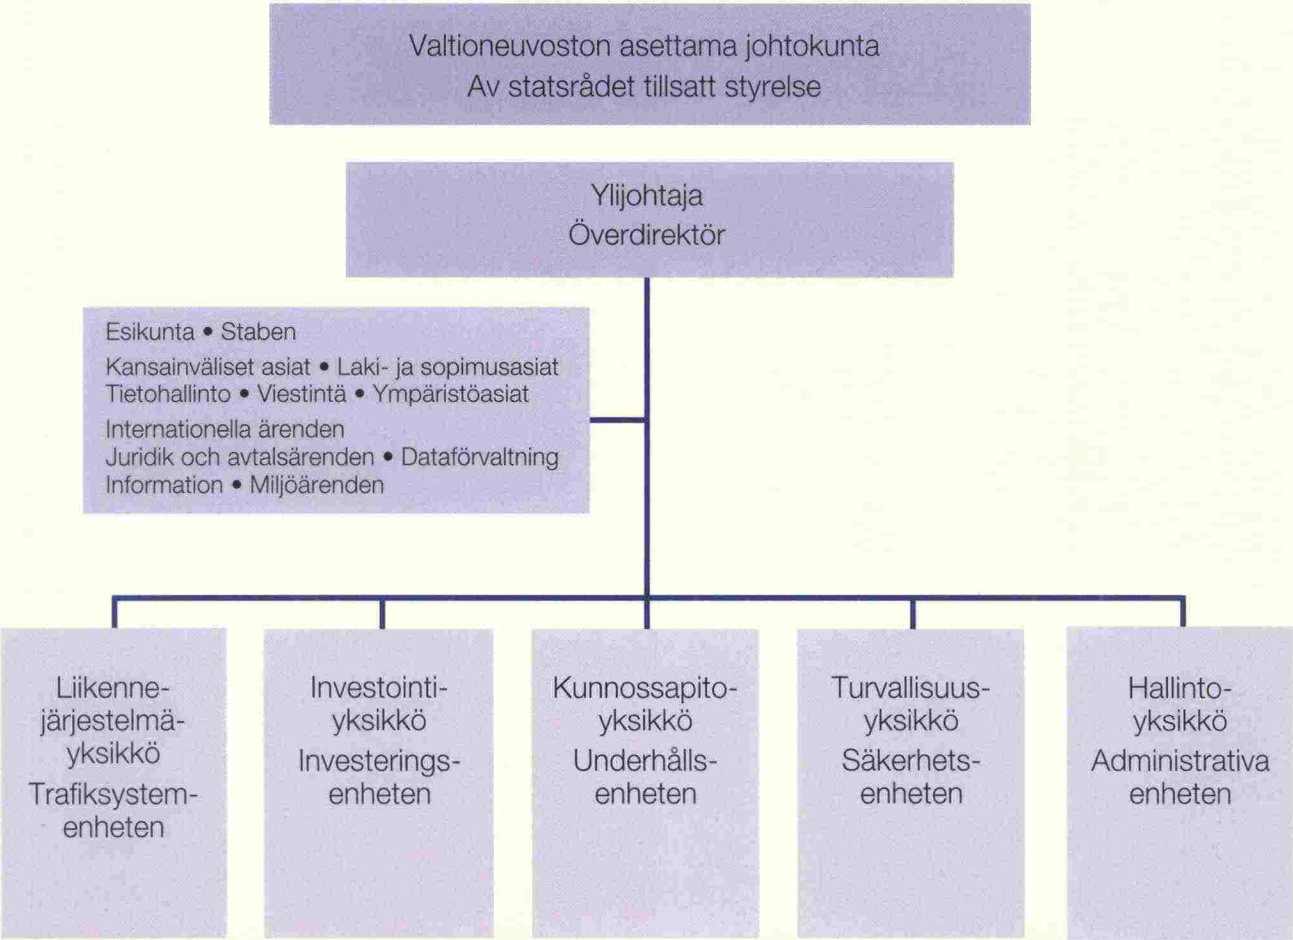 Valtioneuvoston asettama johtokunta
Av statsrådet tillsatt styrelse
Ylijohtaja
Överdirektör
Esikunta • Staben
Kansainväliset asiat • Laki- ja sopimusasiat
Tietohallinto • Viestintä • Ympäristöasiat
Internationella ärenden
Juridik och avtalsärenden • Dataförvaltning
Information • Miljöärenden
Liikenne-
järjestelmä-
yksikkö
Trafiksystem-
enheten
Investointi-
yksikkö
Investerings-
enheten
Kunnossapito-
yksikkö
Underhålls-
enheten
Turvallisuus-
yksikkö
Säkerhets-
enheten
Hallinto-
yksikkö
Administrativa
enheten